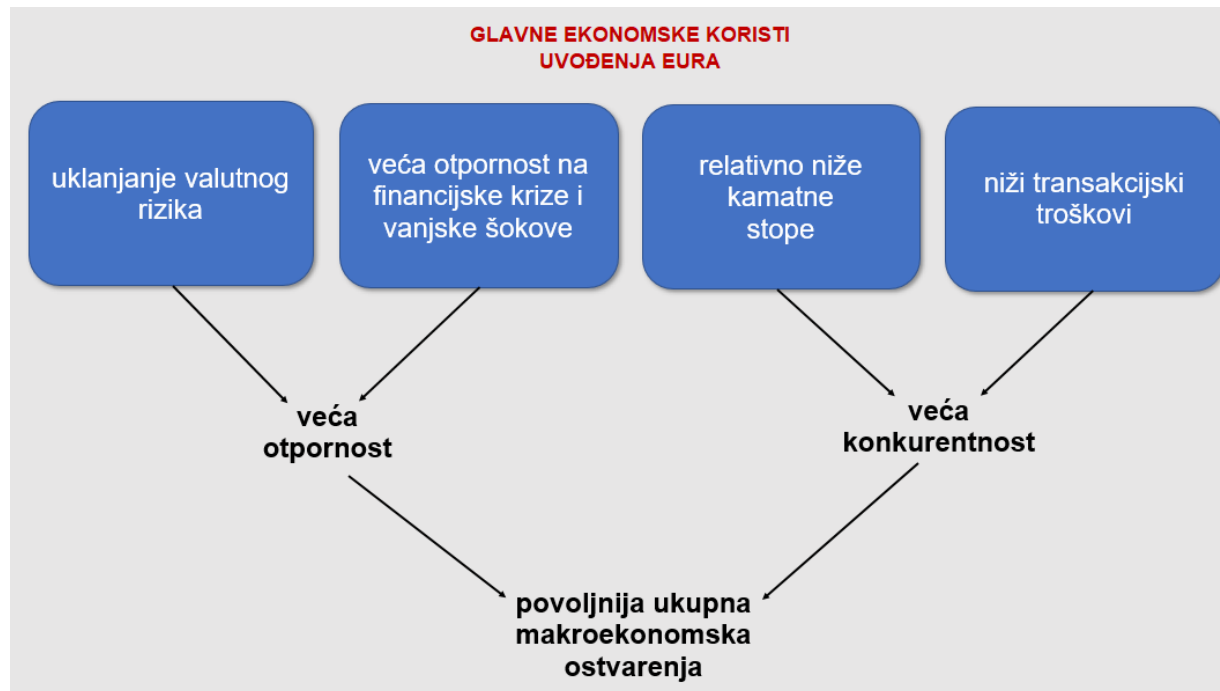 GLAVNE EKONOMSKE KORISTI
UVOĐENJA EURA
uklanjanje valutnog
rizika
veća otpornost na
financijske krize i
vanjske šokove
relativno niže
kamatne
stope
niži transakcijski
troškovi
veća
otpornost
veća
konkurentnost
povoljnija ukupna
makroekonomska
ostvarenja